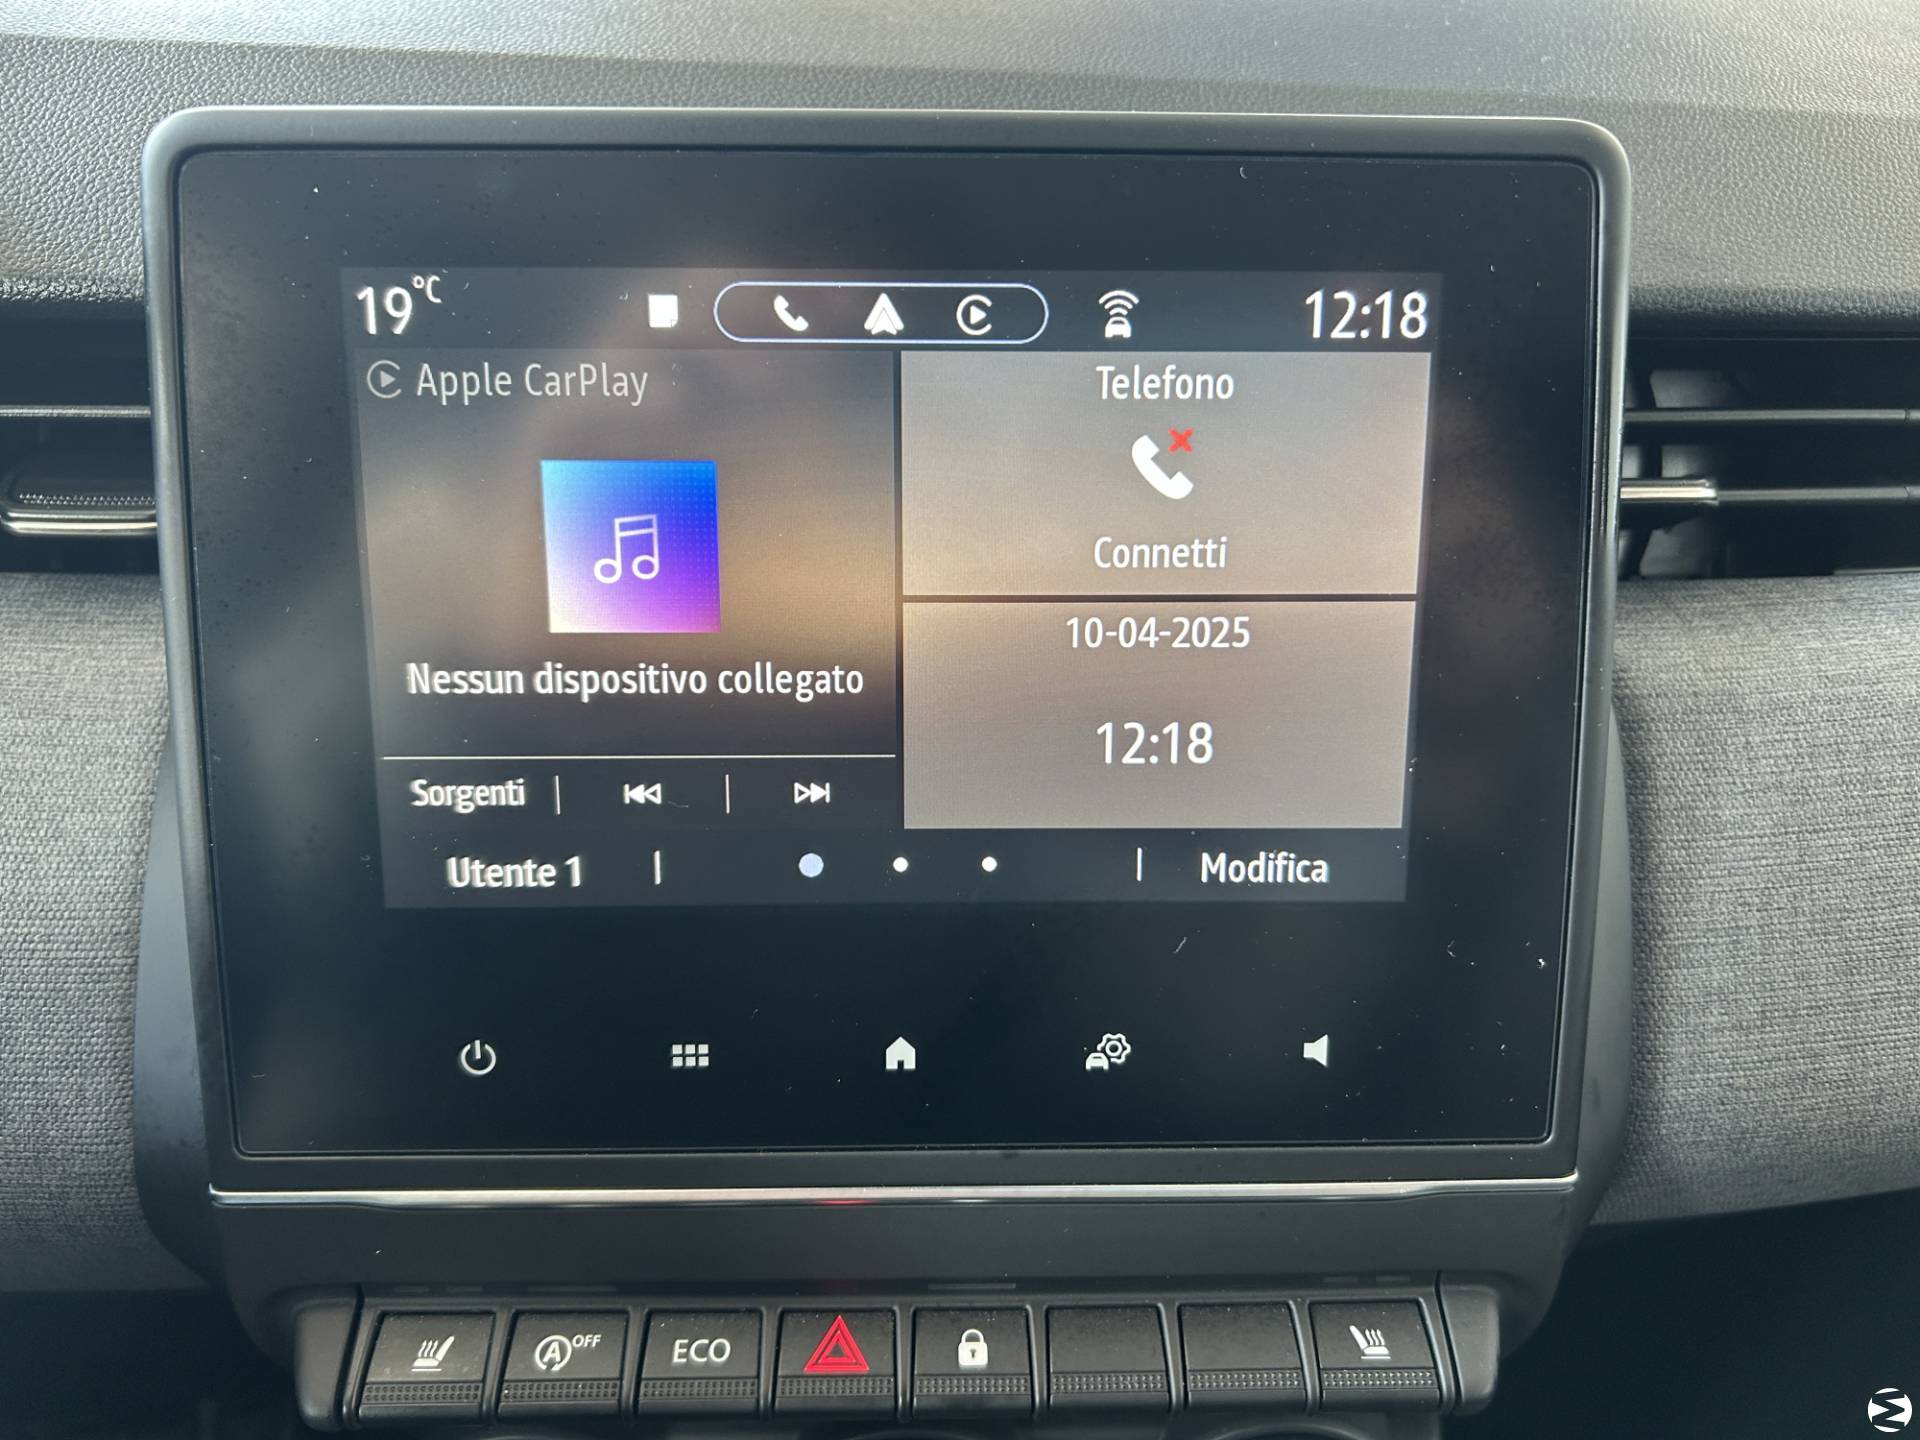 19°C
12:18
Apple CarPlay
Nessun dispositivo collegato
Sorgenti
Telefono
Connetti
10-04-2025
12:18
Utente 1
Modifica
A OFF
ECO